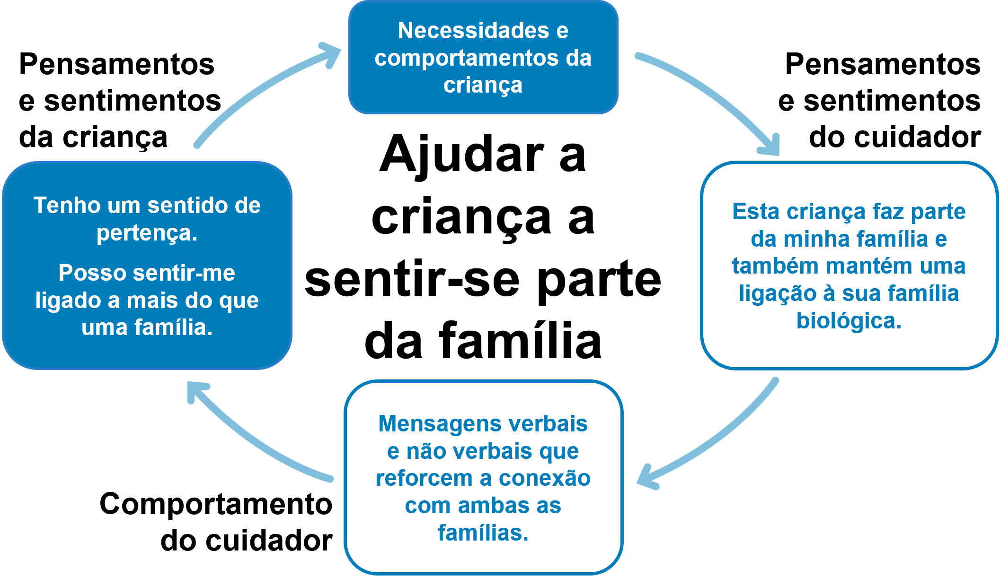 Necessidades e
comportamentos da
criança
Pensamentos
e sentimentos
da criança
Pensamentos
e sentimentos
do cuidador
Ajudar a
criança a
sentir-se parte
da família
Tenho um sentido de
pertença.
Posso sentir-me
ligado a mais do que
uma família.
Esta criança faz parte
da minha família e
também mantém uma
ligação à sua família
biológica.
Mensagens verbais
e não verbais que
reforcem a conexão
com ambas as
famílias.
Comportamento
do cuidador